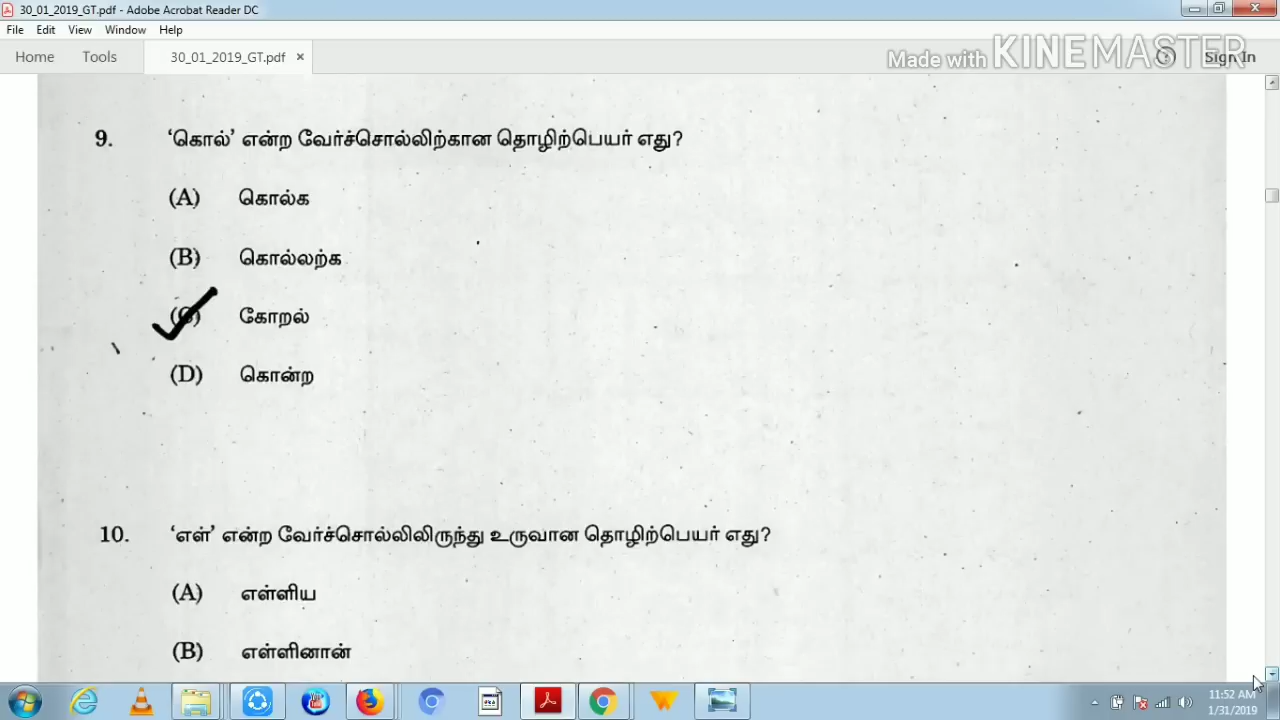 30_01_2019_GT.pdf - Adobe Acrobat Reader DC
File Edit View Window Help
Home Tools 30_01_2019_GT.pdf × Sign In
Made with KINEMASTER
9. ‘கொல்’ என்ற வேர்ச்சொல்லிற்கான தொழிற்பெயர் எது?
(A) கொல்க
(B) கொல்லற்க
(C) கோறல்
(D) கொன்ற
10. ‘எள்’ என்ற வேர்ச்சொல்லிலிருந்து உருவான தொழிற்பெயர் எது?
(A) எள்ளிய
(B) எள்ளினான்
11:52 AM
1/31/2019